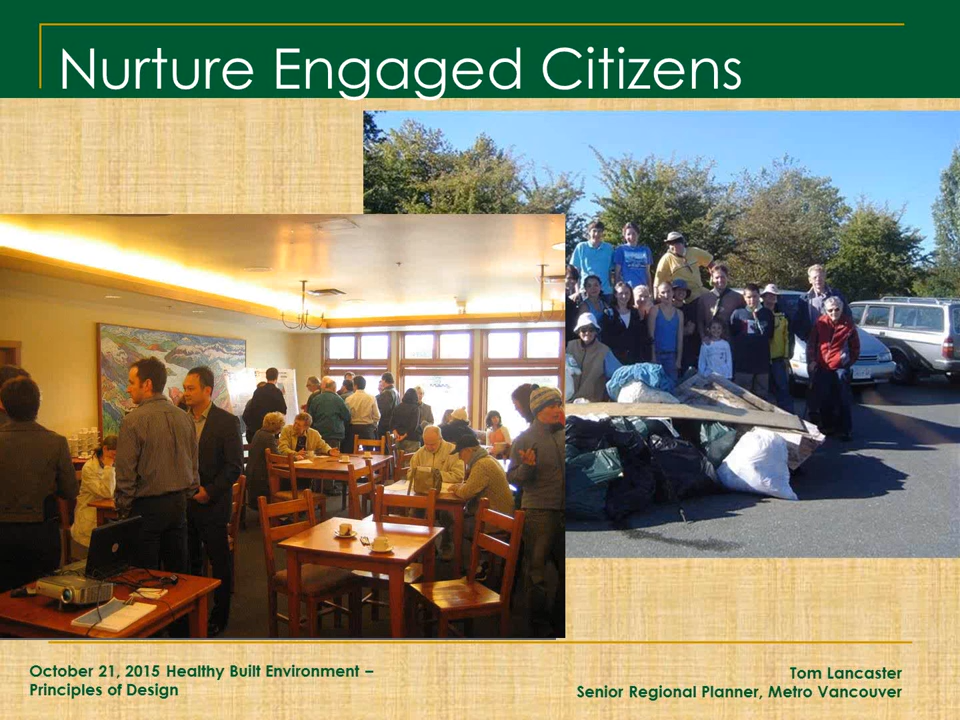 Nurture Engaged Citizens
October 21, 2015 Healthy Built Environment –
Principles of Design
Tom Lancaster
Senior Regional Planner, Metro Vancouver